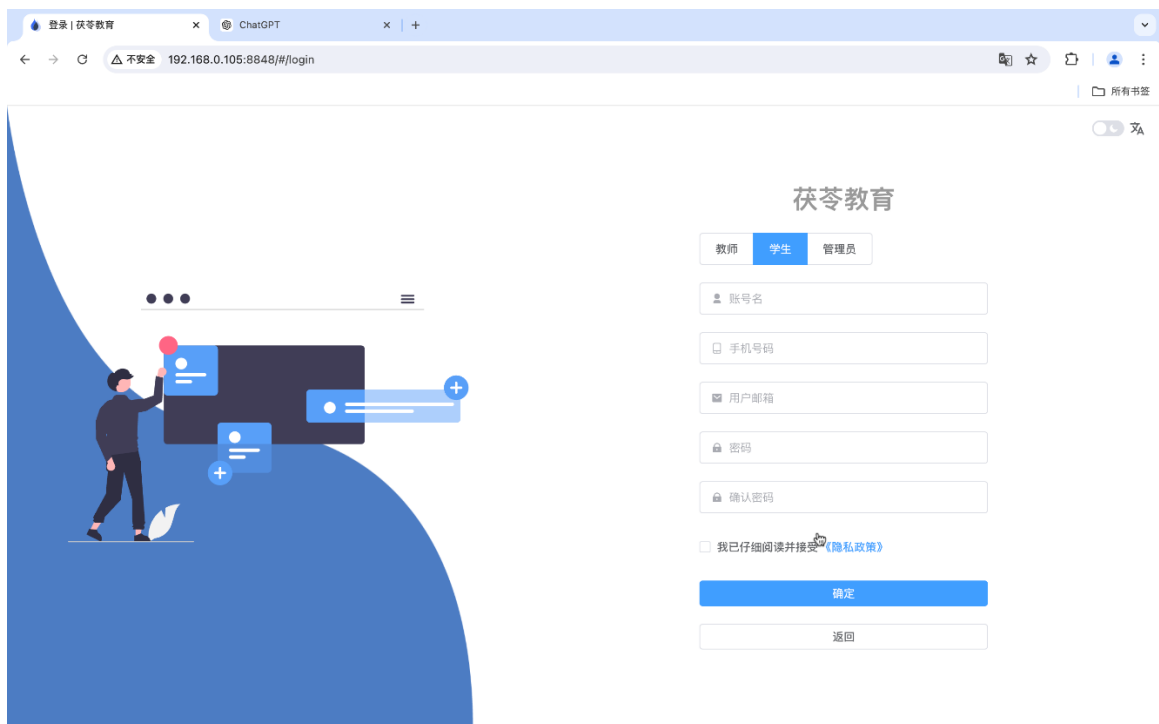 登录 | 茯苓教育
ChatGPT
不安全 192.168.0.105:8848/#/login
所有书签
茯苓教育
教师 学生 管理员
账号名
手机号码
用户邮箱
密码
确认密码
我已仔细阅读并接受《隐私政策》
确定
返回